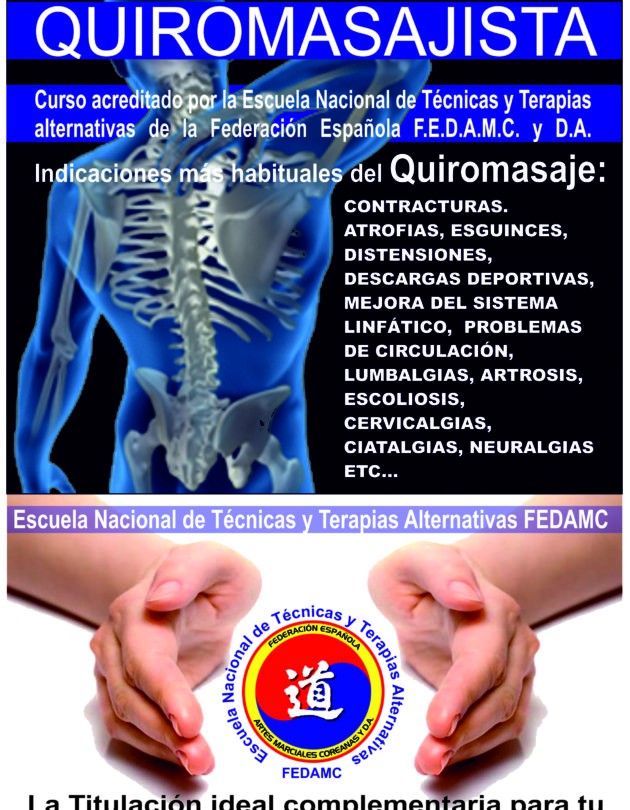 QUIROMASAJISTA
Curso acreditado por la Escuela Nacional de Técnicas y Terapias
alternativas de la Federación Española F.E.D.A.M.C. y D.A.
Indicaciones más habituales del Quiromasaje:
CONTRACTURAS.
ATROFIAS, ESGUINCES,
DISTENSIONES,
DESCARGAS DEPORTIVAS,
MEJORA DEL SISTEMA
LINFÁTICO, PROBLEMAS
DE CIRCULACIÓN,
LUMBALGIAS, ARTROSIS,
ESCOLIOSIS,
CERVICALGIAS,
CIATALGIAS, NEURALGIAS
ETC...
Escuela Nacional de Técnicas y Terapias Alternativas FEDAMC
Escuela Nacional de Técnicas y Terapias Alternativas
FEDERACIÓN ESPAÑOLA
道
ARTES MARCIALES COREANAS Y D.A.
FEDAMC
La Titulación ideal complementaria para tu